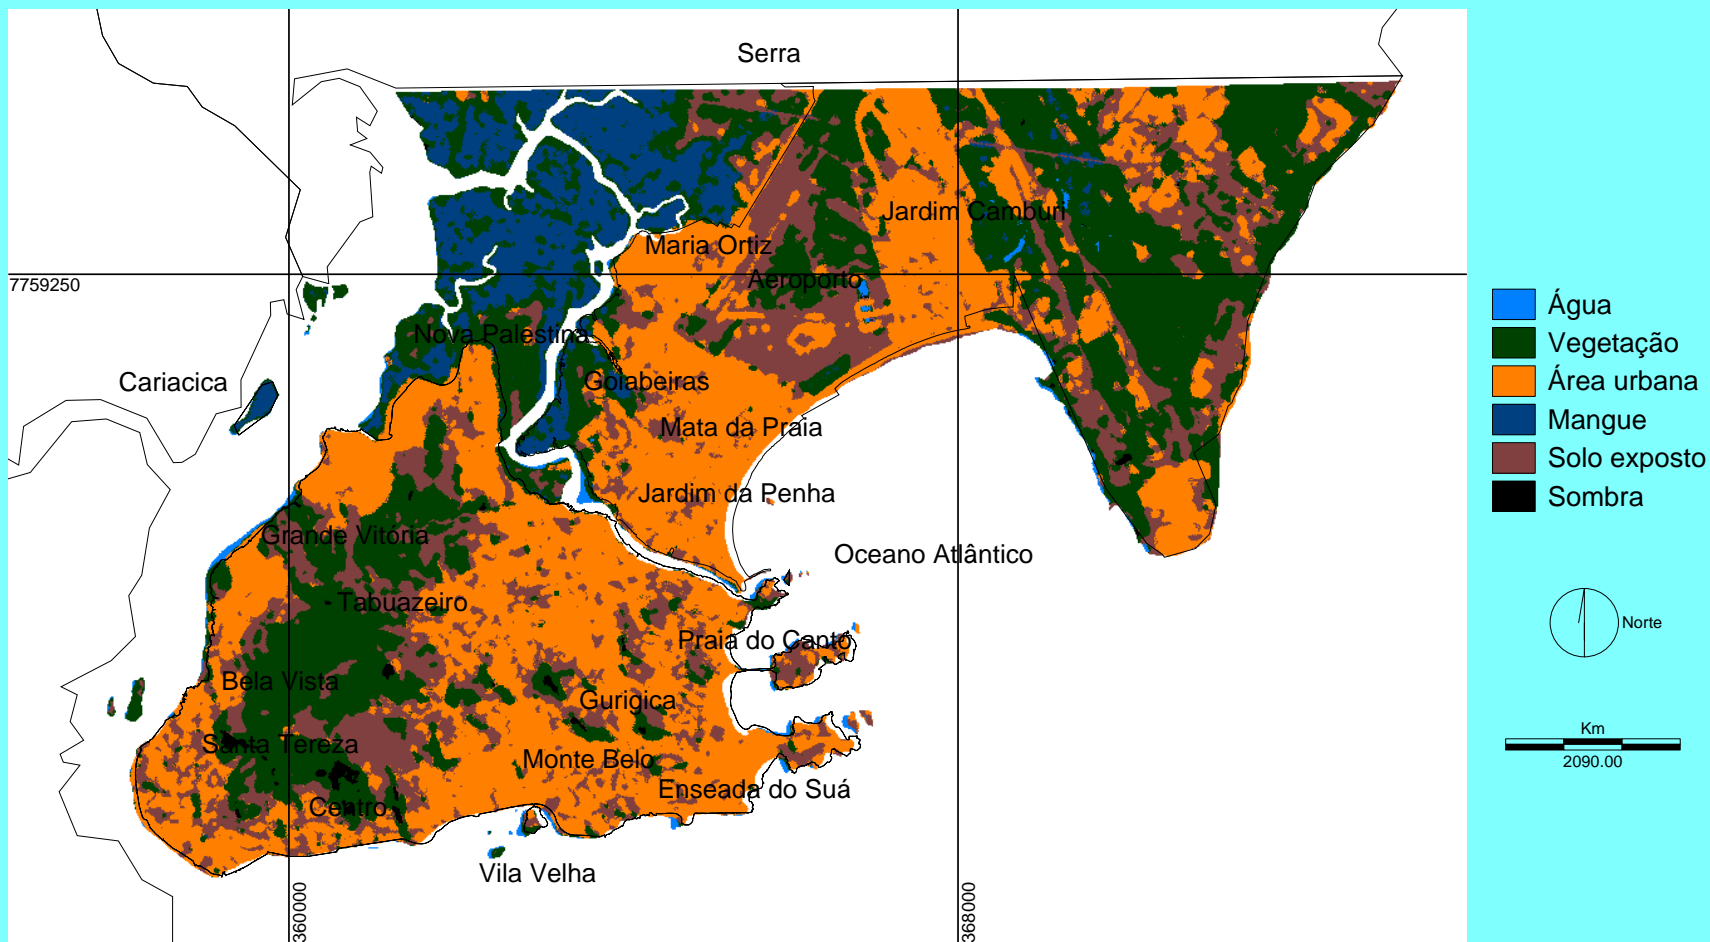 Serra
Jardim Camburi
Maria Ortiz
Aeroporto
7759250
Nova Palestina
Cariacica
Goiabeiras
Mata da Praia
Jardim da Penha
Grande Vitória
Oceano Atlântico
Tabuazeiro
Praia do Canto
Bela Vista
Gurigica
Santa Tereza
Monte Belo
Enseada do Suá
Centro
Vila Velha
360000
368000
Água
Vegetação
Área urbana
Mangue
Solo exposto
Sombra
Norte
Km
2090.00